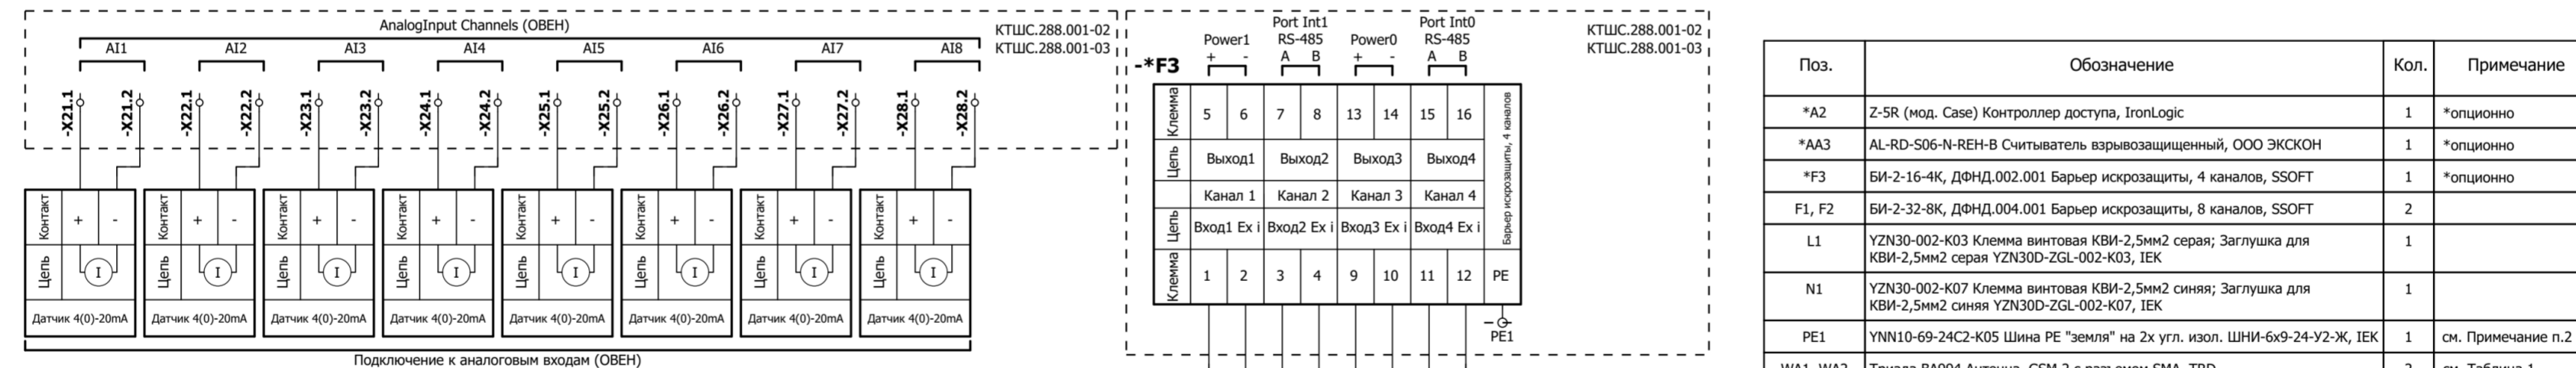 AnalogInput Channels (ОВЕН)
КТШС.288.001-02
КТШС.288.001-03
AI1 AI2 AI3 AI4 AI5 AI6 AI7 AI8
-X21.1 -X21.2 -X22.1 -X22.2 -X23.1 -X23.2 -X24.1 -X24.2 -X25.1 -X25.2 -X26.1 -X26.2 -X27.1 -X27.2 -X28.1 -X28.2
Контакт + - Контакт + - Контакт + - Контакт + - Контакт + - Контакт + - Контакт + - Контакт + -
Цепь I Цепь I Цепь I Цепь I Цепь I Цепь I Цепь I Цепь I
Датчик 4(0)-20mA Датчик 4(0)-20mA Датчик 4(0)-20mA Датчик 4(0)-20mA Датчик 4(0)-20mA Датчик 4(0)-20mA Датчик 4(0)-20mA Датчик 4(0)-20mA
Подключение к аналоговым входам (ОВЕН)
КТШС.288.001-02
КТШС.288.001-03
Port Int1 Port Int0
Power1 RS-485 Power0 RS-485
+ - A B + - A B
-*F3
Клемма 5 6 7 8 13 14 15 16
Цепь Выход1 Выход2 Выход3 Выход4
Канал 1 Канал 2 Канал 3 Канал 4
Цепь Вход1 Ex i Вход2 Ex i Вход3 Ex i Вход4 Ex i
Клемма 1 2 3 4 9 10 11 12 PE
Барьер искрозащиты, 4 каналов
PE1
Поз. Обозначение Кол. Примечание
*A2 Z-5R (мод. Case) Контроллер доступа, IronLogic 1 *опционно
*AA3 AL-RD-S06-N-REH-B Считыватель взрывозащищенный, ООО ЭКСКОН 1 *опционно
*F3 БИ-2-16-4К, ДФНД.002.001 Барьер искрозащиты, 4 каналов, SSOFT 1 *опционно
F1, F2 БИ-2-32-8К, ДФНД.004.001 Барьер искрозащиты, 8 каналов, SSOFT 2
L1 YZN30-002-K03 Клемма винтовая КВИ-2,5мм2 серая; Заглушка для 1
КВИ-2,5мм2 серая YZN30D-ZGL-002-K03, IEK
N1 YZN30-002-K07 Клемма винтовая КВИ-2,5мм2 синяя; Заглушка для 1
КВИ-2,5мм2 синяя YZN30D-ZGL-002-K07, IEK
PE1 YNN10-69-24C2-K05 Шина PE "земля" на 2х угл. изол. ШНИ-6х9-24-У2-Ж, IEK 1 см. Примечание п.2